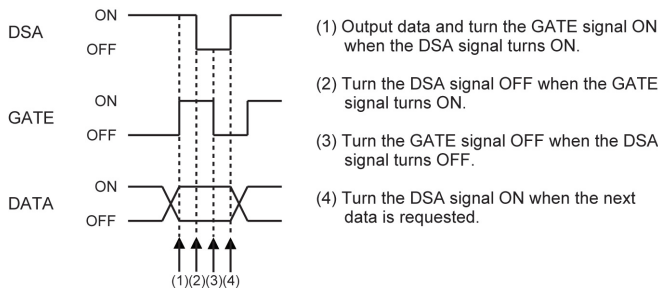 DSA
ON
OFF
GATE
ON
OFF
DATA
ON
OFF
(1)(2)(3)(4)
(1) Output data and turn the GATE signal ON
when the DSA signal turns ON.
(2) Turn the DSA signal OFF when the GATE
signal turns ON.
(3) Turn the GATE signal OFF when the DSA
signal turns OFF.
(4) Turn the DSA signal ON when the next
data is requested.